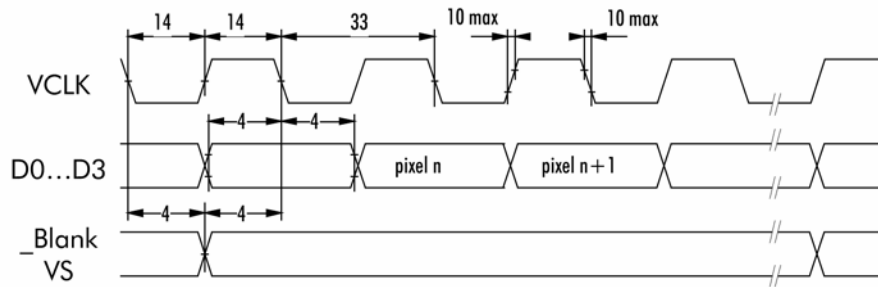 14 14 33 10 max 10 max
VCLK
4 4
D0...D3 pixel n pixel n+1
4 4
_Blank
VS